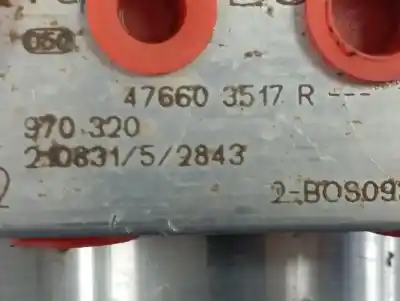 050
47660 3517 R ---
970 320
210831/5/2843
2-BOS09